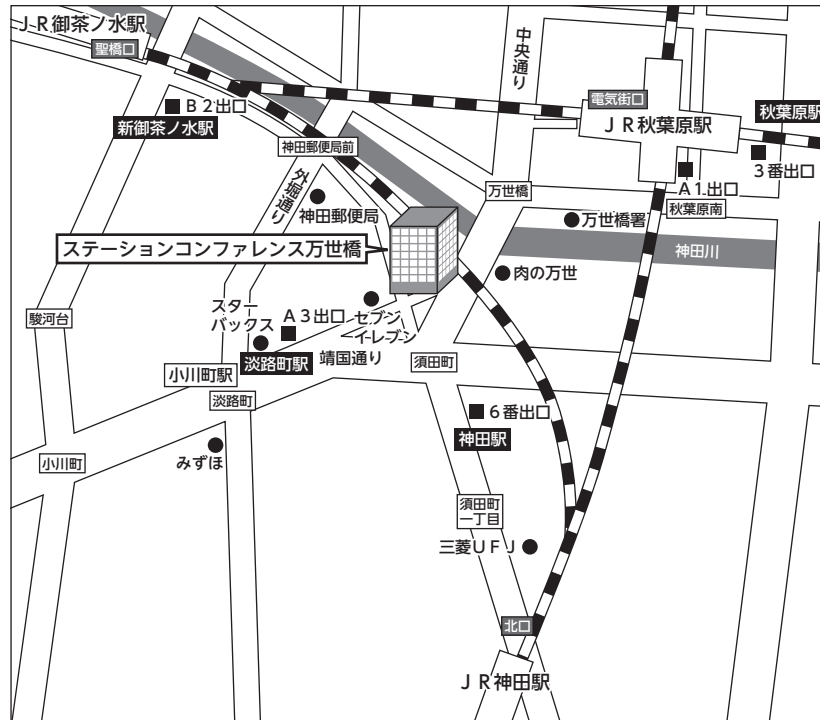 ＪＲ御茶ノ水駅
聖橋口
Ｂ２出口
新御茶ノ水駅
中央通り
電気街口
ＪＲ秋葉原駅
秋葉原駅
３番出口
Ａ１出口
秋葉原南
神田郵便局前
外堀通り
神田郵便局
万世橋
万世橋署
神田川
ステーションコンファレンス万世橋
肉の万世
駿河台
スター
バックス
Ａ３出口
セブン
イレブン
淡路町駅
靖国通り
須田町
小川町駅
淡路町
６番出口
神田駅
みずほ
小川町
須田町
一丁目
三菱ＵＦＪ
北口
ＪＲ神田駅